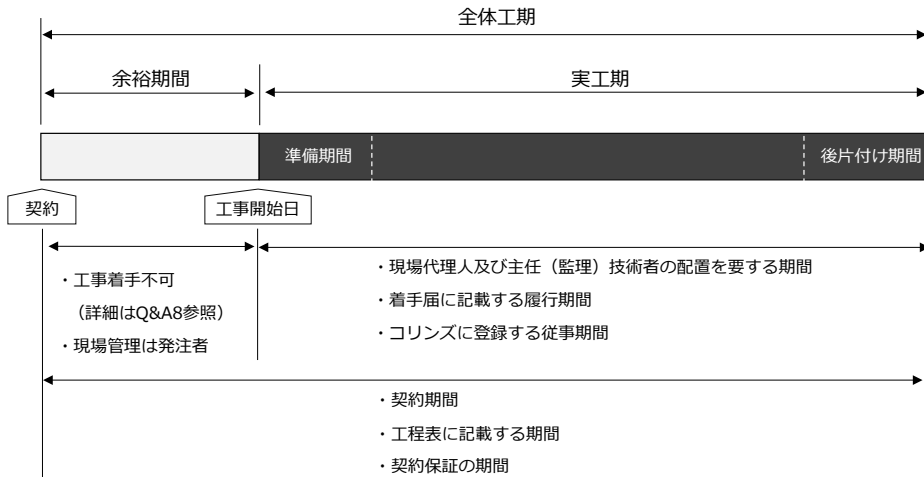 全体工期
余裕期間
実工期
準備期間
後片付け期間
契約
工事開始日
・工事着手不可
（詳細はQ&A8参照）
・現場管理は発注者
・現場代理人及び主任（監理）技術者の配置を要する期間
・着手届に記載する履行期間
・コリンズに登録する従事期間
・契約期間
・工程表に記載する期間
・契約保証の期間